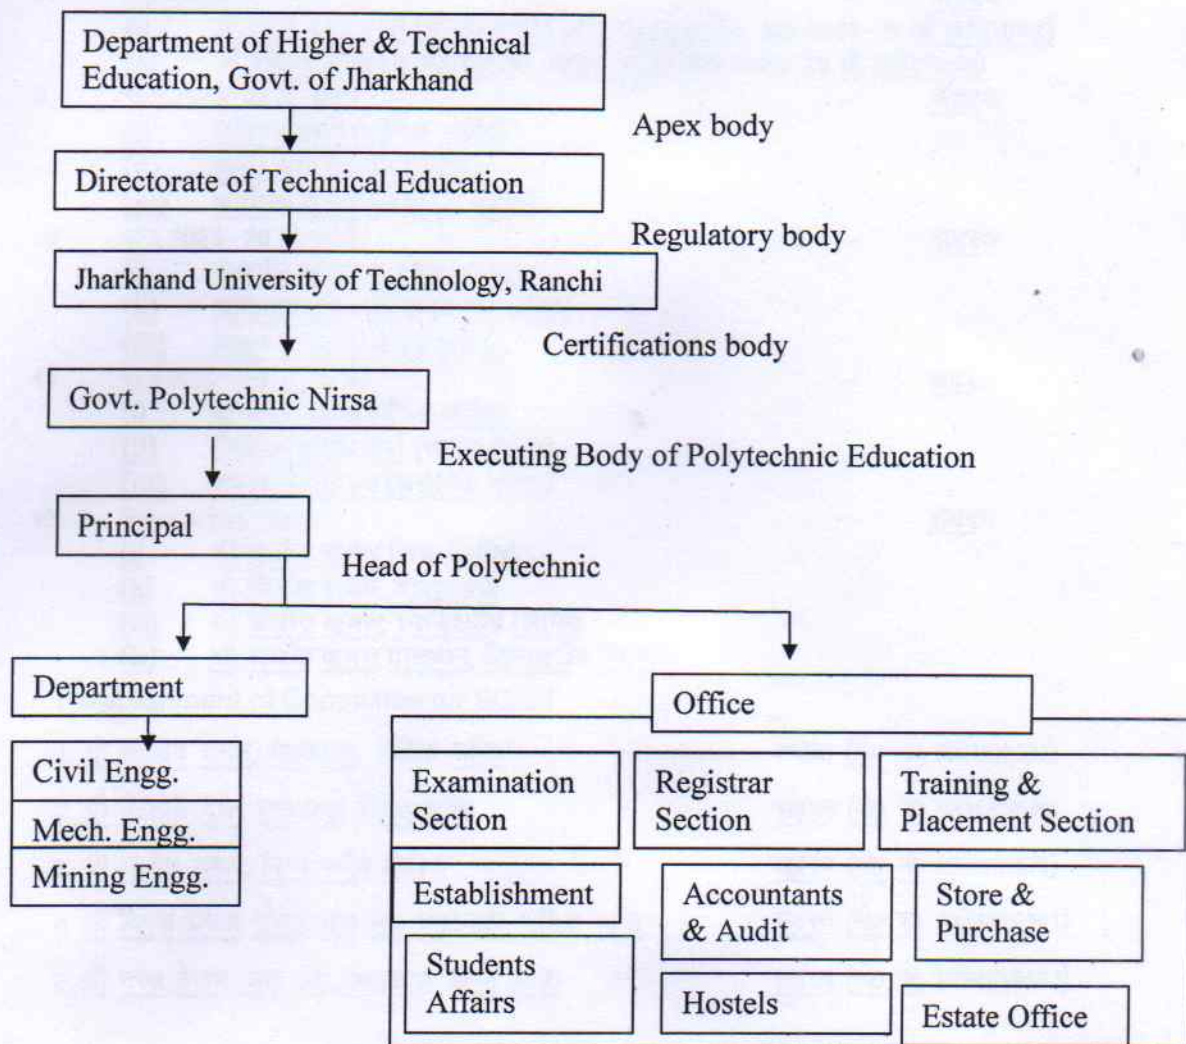 Department of Higher & Technical
Education, Govt. of Jharkhand
Apex body
Directorate of Technical Education
Regulatory body
Jharkhand University of Technology, Ranchi
Certifications body
Govt. Polytechnic Nirsa
Executing Body of Polytechnic Education
Principal
Head of Polytechnic
Department
Civil Engg.
Mech. Engg.
Mining Engg.
Office
Examination
Section
Registrar
Section
Training &
Placement Section
Establishment
Accountants
& Audit
Store &
Purchase
Students
Affairs
Hostels
Estate Office